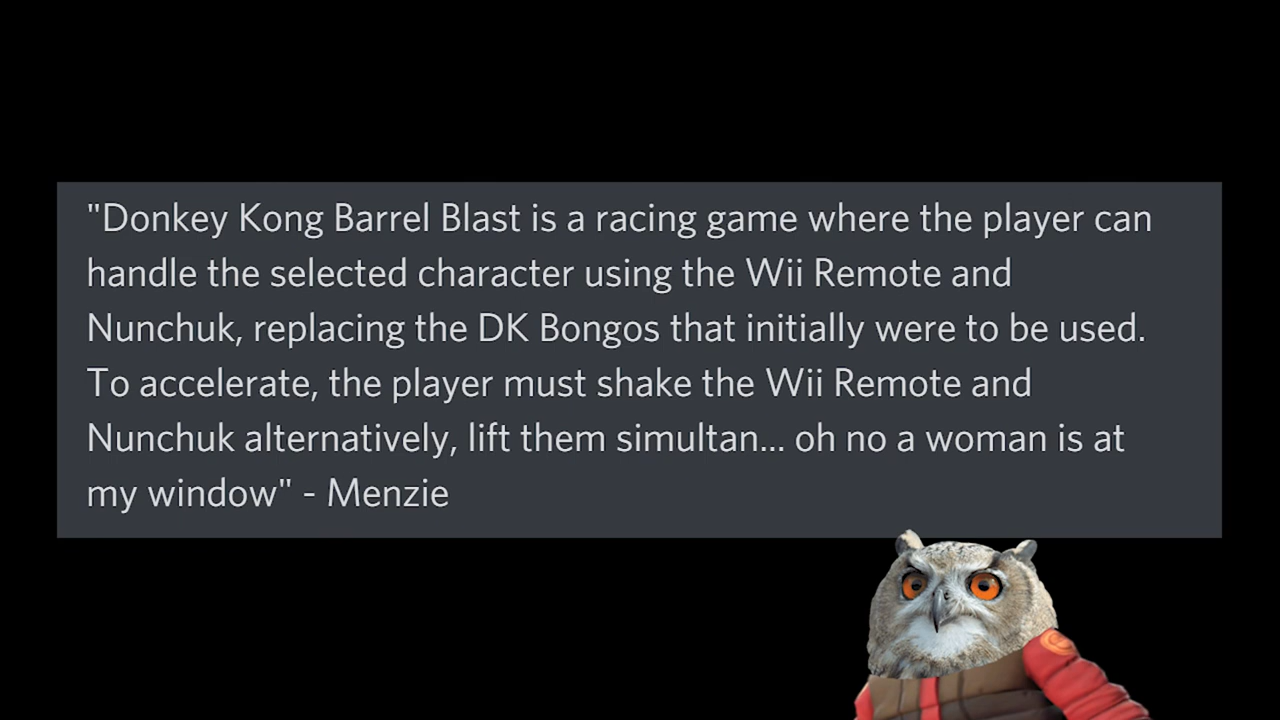 "Donkey Kong Barrel Blast is a racing game where the player can
handle the selected character using the Wii Remote and
Nunchuk, replacing the DK Bongos that initially were to be used.
To accelerate, the player must shake the Wii Remote and
Nunchuk alternatively, lift them simultan... oh no a woman is at
my window" - Menzie